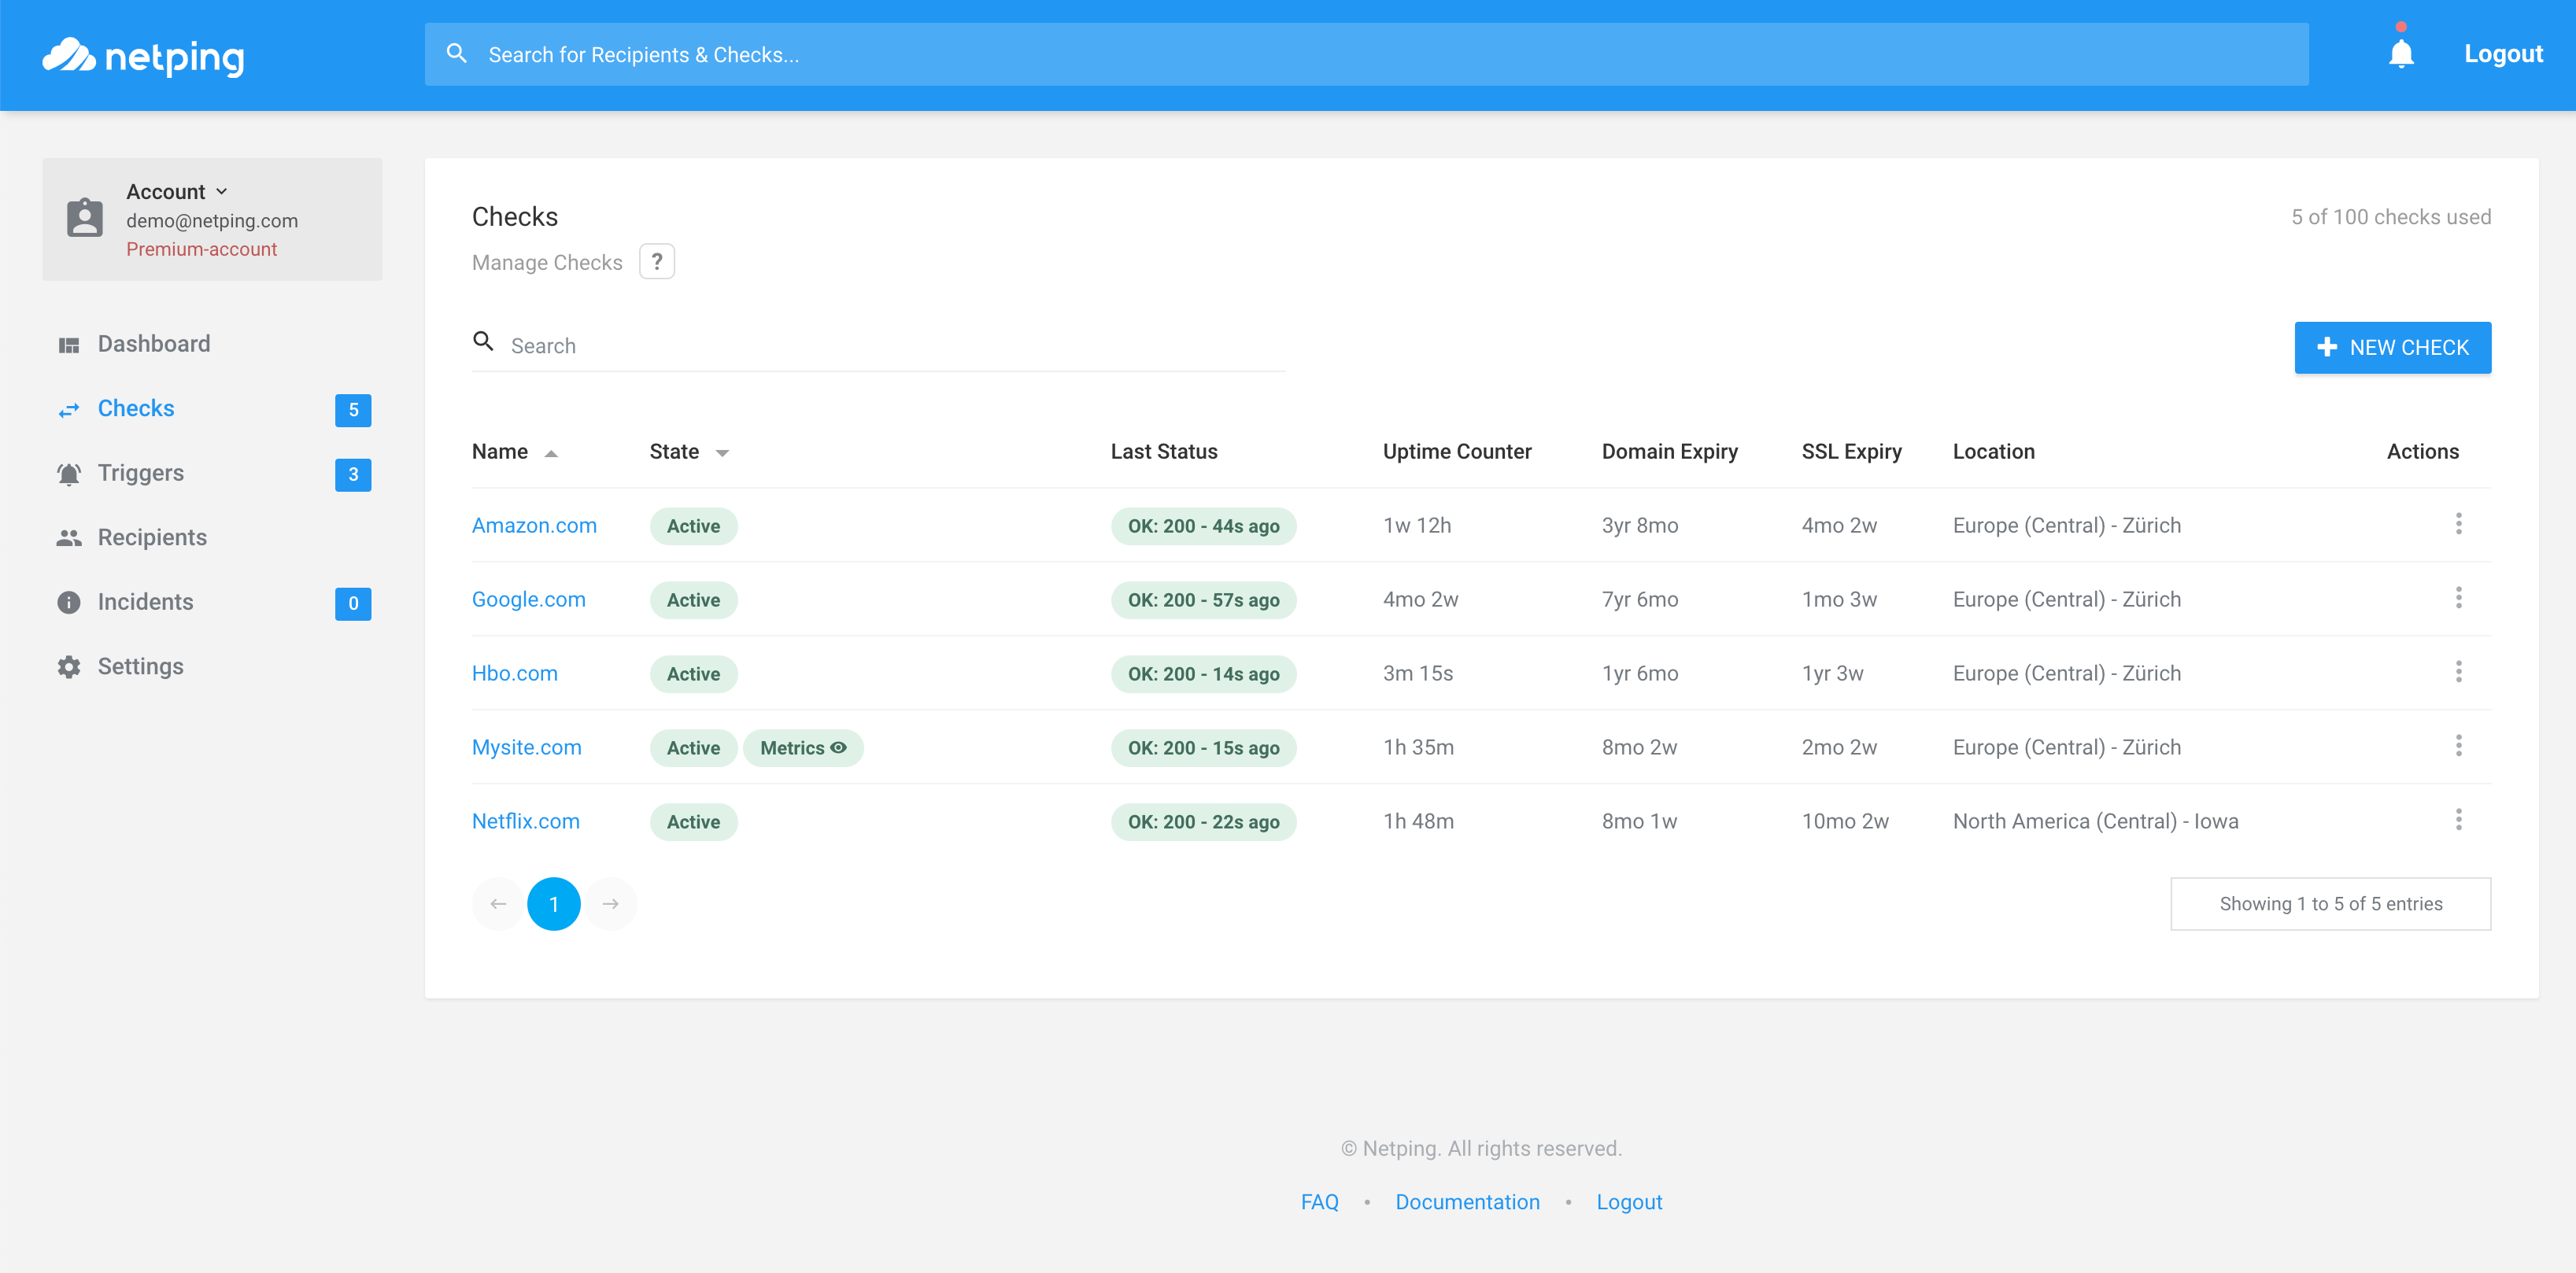 netping
Search for Recipients & Checks...
Logout
Account
demo@netping.com
Premium-account
Dashboard
Checks 5
Triggers 3
Recipients
Incidents 0
Settings
Checks
5 of 100 checks used
Manage Checks ?
Search
NEW CHECK
Name State Last Status Uptime Counter Domain Expiry SSL Expiry Location Actions
Amazon.com Active OK: 200 - 44s ago 1w 12h 3yr 8mo 4mo 2w Europe (Central) - Zürich
Google.com Active OK: 200 - 57s ago 4mo 2w 7yr 6mo 1mo 3w Europe (Central) - Zürich
Hbo.com Active OK: 200 - 14s ago 3m 15s 1yr 6mo 1yr 3w Europe (Central) - Zürich
Mysite.com Active Metrics OK: 200 - 15s ago 1h 35m 8mo 2w 2mo 2w Europe (Central) - Zürich
Netflix.com Active OK: 200 - 22s ago 1h 48m 8mo 1w 10mo 2w North America (Central) - Iowa
← 1 →
Showing 1 to 5 of 5 entries
© Netping. All rights reserved.
FAQ • Documentation • Logout